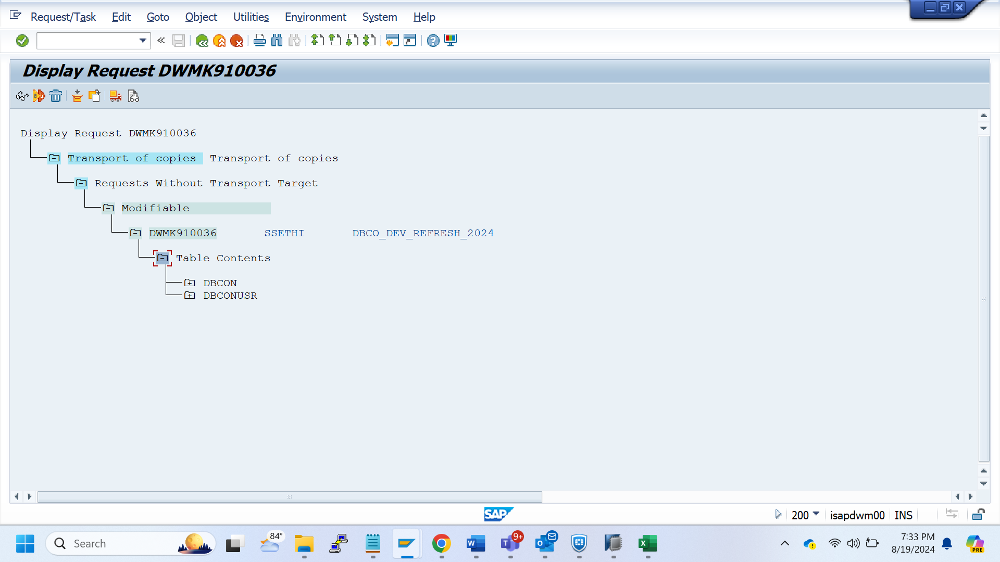 Request/Task Edit Goto Object Utilities Environment System Help
Display Request DWMK910036
Display Request DWMK910036
Transport of copies Transport of copies
Requests Without Transport Target
Modifiable
DWMK910036 SSETHI DBCO_DEV_REFRESH_2024
Table Contents
DBCON
DBCONUSR
SAP 200 isapdwm00 INS
Search 84° W T 9+ O X 7:33 PM
8/19/2024 PRE